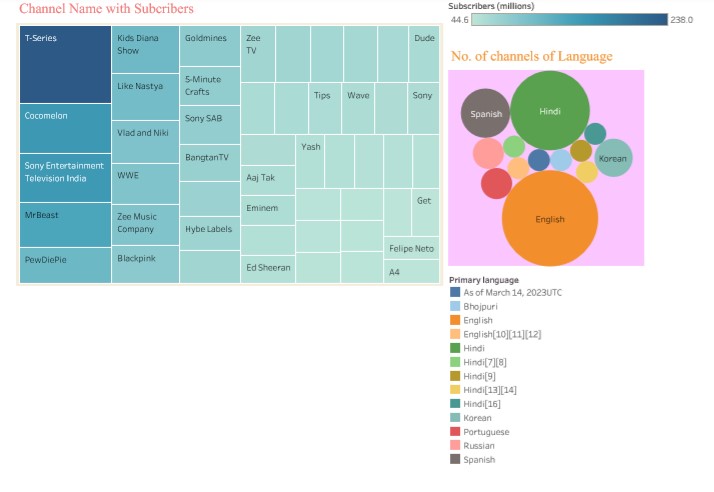 Channel Name with Subcribers
T-Series
Cocomelon
Sony Entertainment
Television India
MrBeast
PewDiePie
Kids Diana
Show
Like Nastya
Vlad and Niki
WWE
Zee Music
Company
Blackpink
Goldmines
5-Minute
Crafts
Sony SAB
BangtanTV
Hybe Labels
Zee
TV
Dude
Tips
Wave
Sony
Yash
Aaj Tak
Eminem
Ed Sheeran
Get
Felipe Neto
A4
Subscribers (millions)
44.6
238.0
No. of channels of Language
Spanish
Hindi
Korean
English
Primary language
As of March 14, 2023UTC
Bhojpuri
English
English[10][11][12]
Hindi
Hindi[7][8]
Hindi[9]
Hindi[13][14]
Hindi[16]
Korean
Portuguese
Russian
Spanish